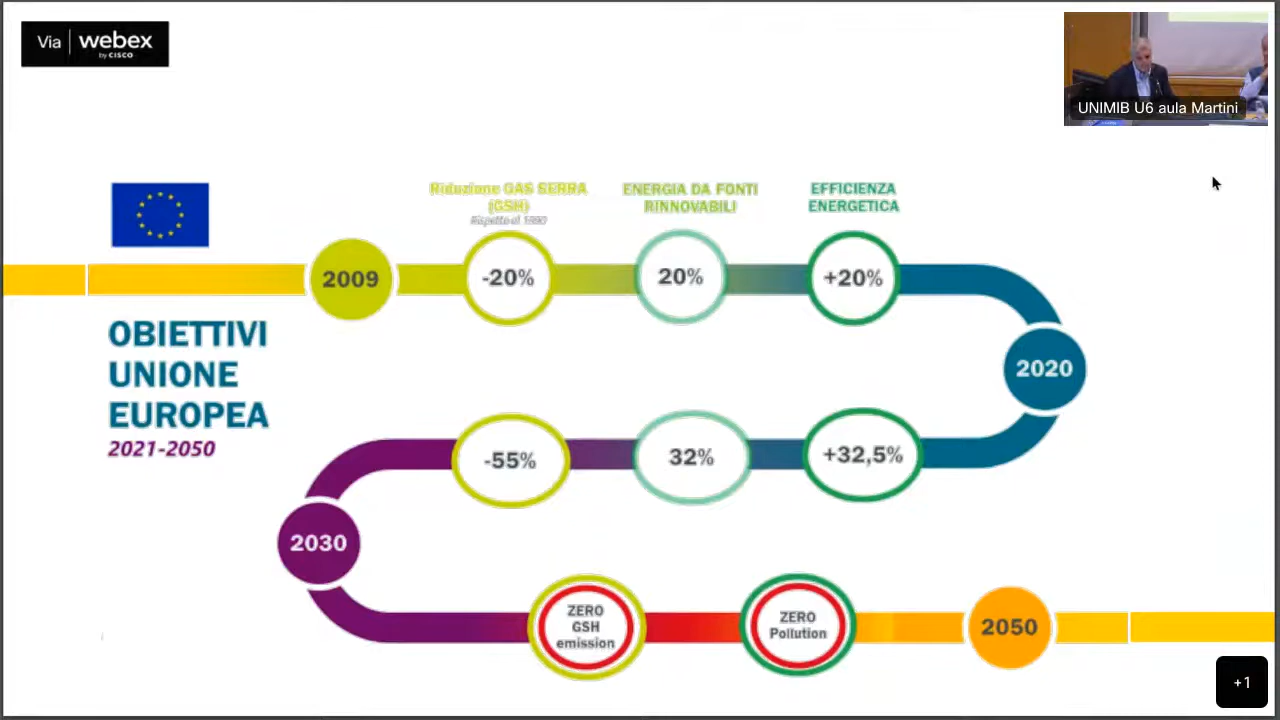 Via webex
by CISCO
UNIMIB U6 aula Martini
Riduzione GAS SERRA
(GSH)
Rispetto al 1990
ENERGIA DA FONTI
RINNOVABILI
EFFICIENZA
ENERGETICA
2009
-20%
20%
+20%
OBIETTIVI
UNIONE
EUROPEA
2021-2050
2020
-55%
32%
+32,5%
2030
ZERO
GSH
emission
ZERO
Pollution
2050
+1